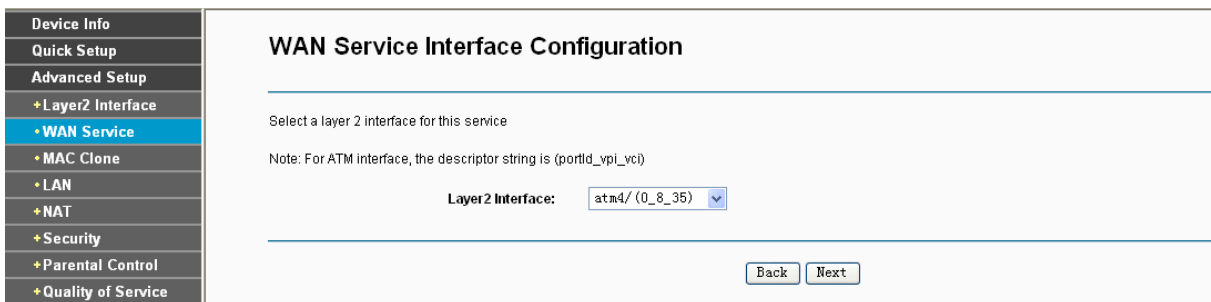 Device Info
Quick Setup
Advanced Setup
+Layer2 Interface
•WAN Service
•MAC Clone
•LAN
+NAT
+Security
+Parental Control
+Quality of Service
WAN Service Interface Configuration
Select a layer 2 interface for this service
Note: For ATM interface, the descriptor string is (portId_vpi_vci)
Layer2 Interface: atm4/(0_8_35)
Back Next